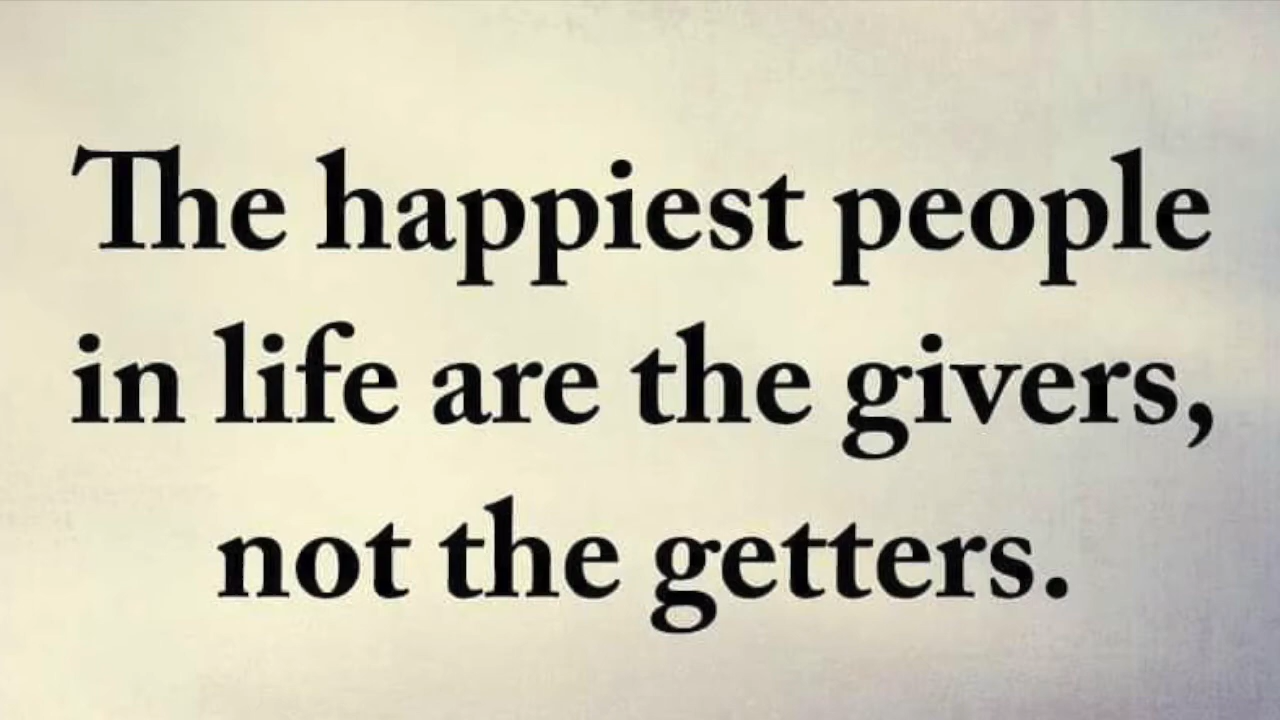 The happiest people
in life are the givers,
not the getters.